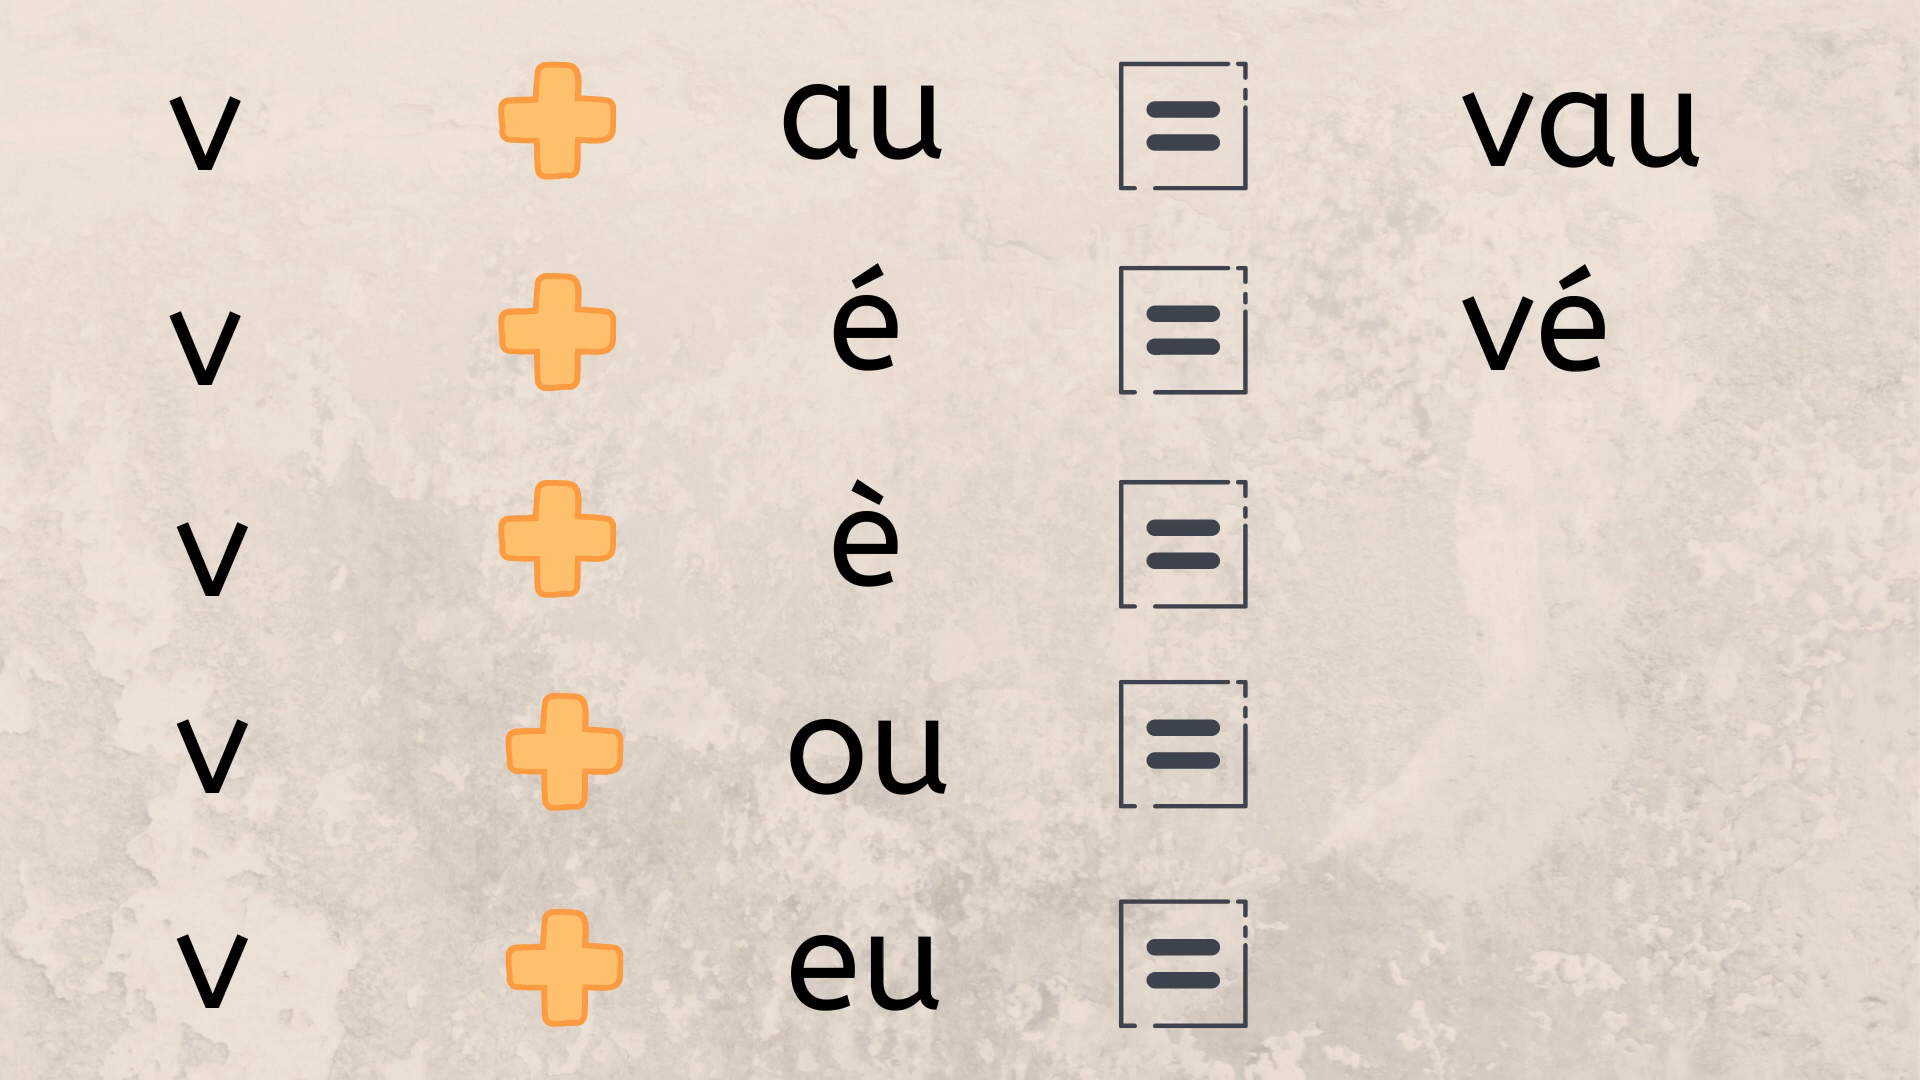 v + au = vau
v + é = vé
v + è =
v + ou =
v + eu =